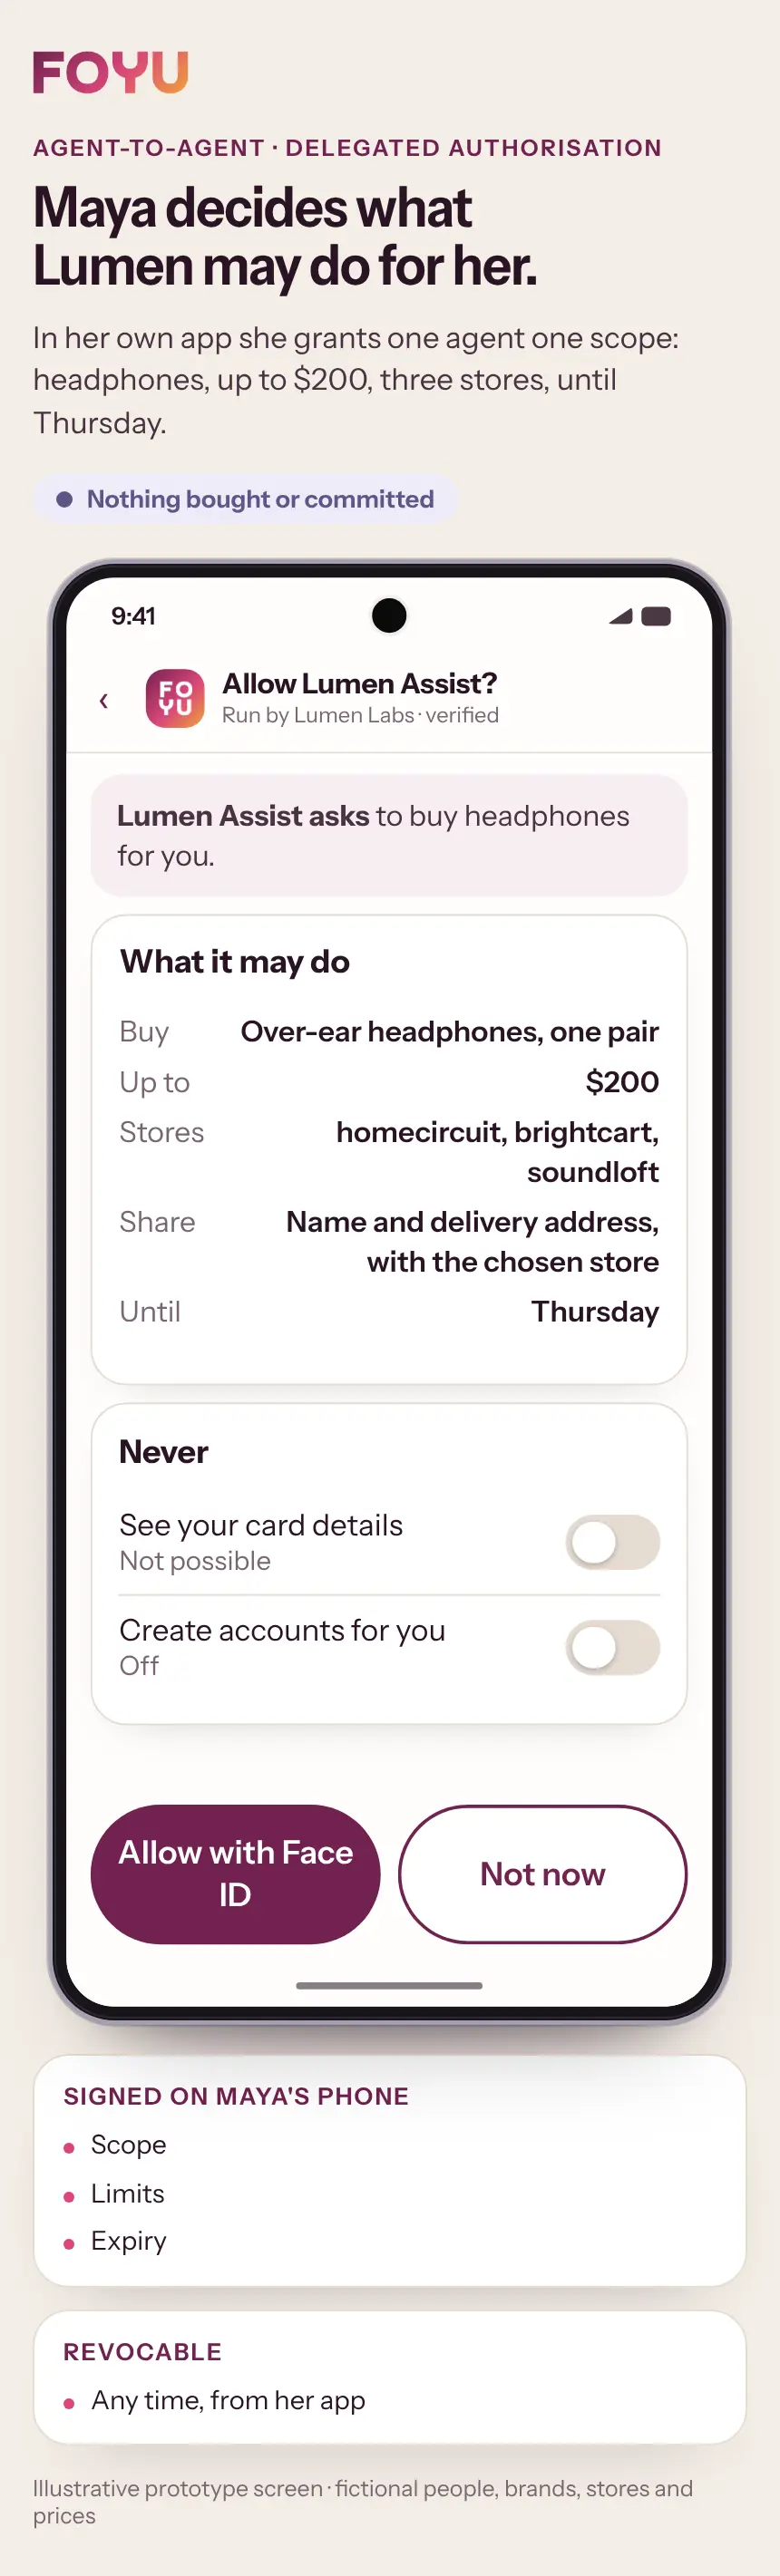 FOYU
AGENT-TO-AGENT · DELEGATED AUTHORISATION
Maya decides what
Lumen may do for her.
In her own app she grants one agent one scope:
headphones, up to $200, three stores, until
Thursday.
Nothing bought or committed
9:41
‹
FO
YU
Allow Lumen Assist?
Run by Lumen Labs · verified
Lumen Assist asks to buy headphones
for you.
What it may do
Buy Over-ear headphones, one pair
Up to $200
Stores homecircuit, brightcart,
soundloft
Share Name and delivery address,
with the chosen store
Until Thursday
Never
See your card details
Not possible
Create accounts for you
Off
Allow with Face
ID
Not now
SIGNED ON MAYA'S PHONE
Scope
Limits
Expiry
REVOCABLE
Any time, from her app
Illustrative prototype screen · fictional people, brands, stores and
prices